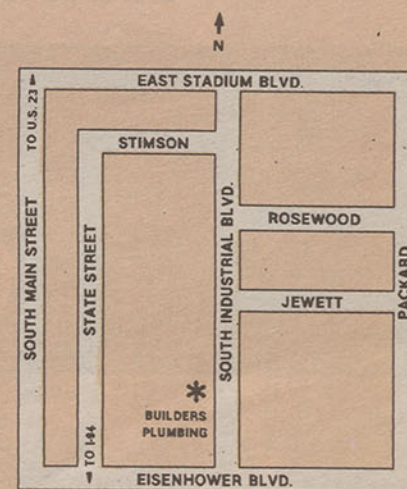 N
EAST STADIUM BLVD.
TO U.S. 23
STIMSON
SOUTH MAIN STREET
STATE STREET
SOUTH INDUSTRIAL BLVD.
ROSEWOOD
PACKARD
JEWETT
BUILDERS
PLUMBING
TO I-94
EISENHOWER BLVD.